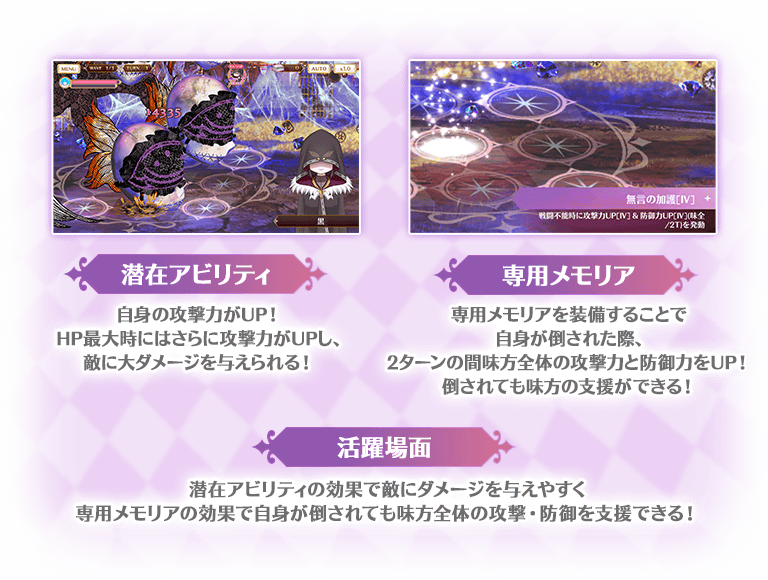 MENU WAVE 1/1 TURN 1 AUTO x1.0
14335
黒
無言の加護[Ⅳ]
戦闘不能時に攻撃力UP[Ⅳ] & 防御力UP[Ⅳ](味全
/2T)を発動
潜在アビリティ
自身の攻撃力がUP!
HP最大時にはさらに攻撃力がUPし、
敵に大ダメージを与えられる!
専用メモリア
専用メモリアを装備することで
自身が倒された際、
2ターンの間味方全体の攻撃力と防御力をUP!
倒されても味方の支援ができる!
活躍場面
潜在アビリティの効果で敵にダメージを与えやすく
専用メモリアの効果で自身が倒されても味方全体の攻撃・防御を支援できる!